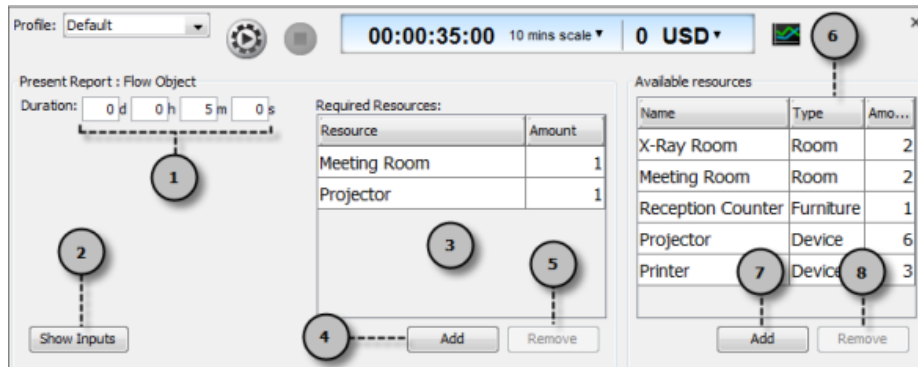 Profile: Default 00:00:35:00 10 mins scale 0 USD 6 ×
Present Report : Flow Object
Available resources
Duration: 0 d 0 h 5 m 0 s
Required Resources:
Name Type Amo...
Resource Amount
X-Ray Room Room 2
Meeting Room 1
Meeting Room Room 2
1
Projector 1
Reception Counter Furniture 1
2 3
Projector Device 6
5
Printer 7 Device 8 3
4
Show Inputs Add Remove Add Remove